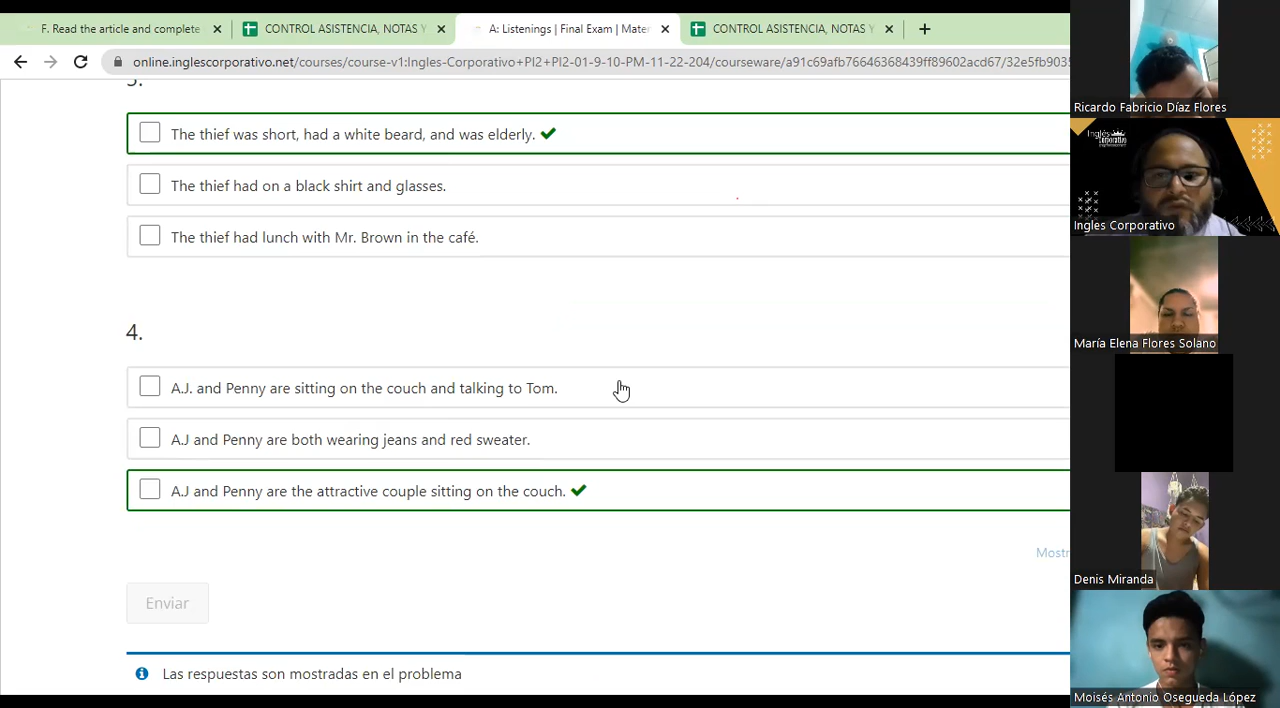 F. Read the article and complete
CONTROL ASISTENCIA, NOTAS Y
A: Listenings | Final Exam | Mater
CONTROL ASISTENCIA, NOTAS Y
online.inglescorporativo.net/courses/course-v1:Ingles-Corporativo+PI2+PI2-01-9-10-PM-11-22-204/courseware/a91c69afb76646368439ff89602acd67/32e5fb903
3.
The thief was short, had a white beard, and was elderly.
The thief had on a black shirt and glasses.
The thief had lunch with Mr. Brown in the café.
4.
A.J. and Penny are sitting on the couch and talking to Tom.
A.J and Penny are both wearing jeans and red sweater.
A.J and Penny are the attractive couple sitting on the couch.
Mostr
Enviar
Las respuestas son mostradas en el problema
Ricardo Fabricio Díaz Flores
Inglés
Corporativo
Ingles Corporativo
María Elena Flores Solano
Denis Miranda
Moisés Antonio Osegueda López